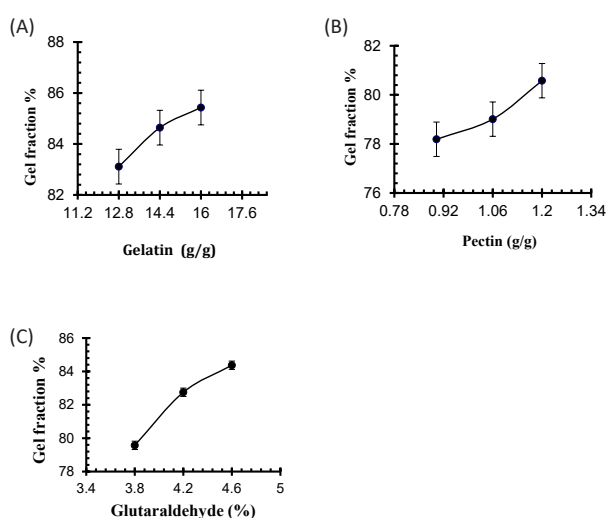 (A)
Gel fraction %
88
86
84
82
11.2 12.8 14.4 16 17.6
Gelatin (g/g)
(B)
Gel fraction %
82
80
78
76
0.78 0.92 1.06 1.2 1.34
Pectin (g/g)
(C)
Gel fraction %
86
84
82
80
78
3.4 3.8 4.2 4.6 5
Glutaraldehyde (%)